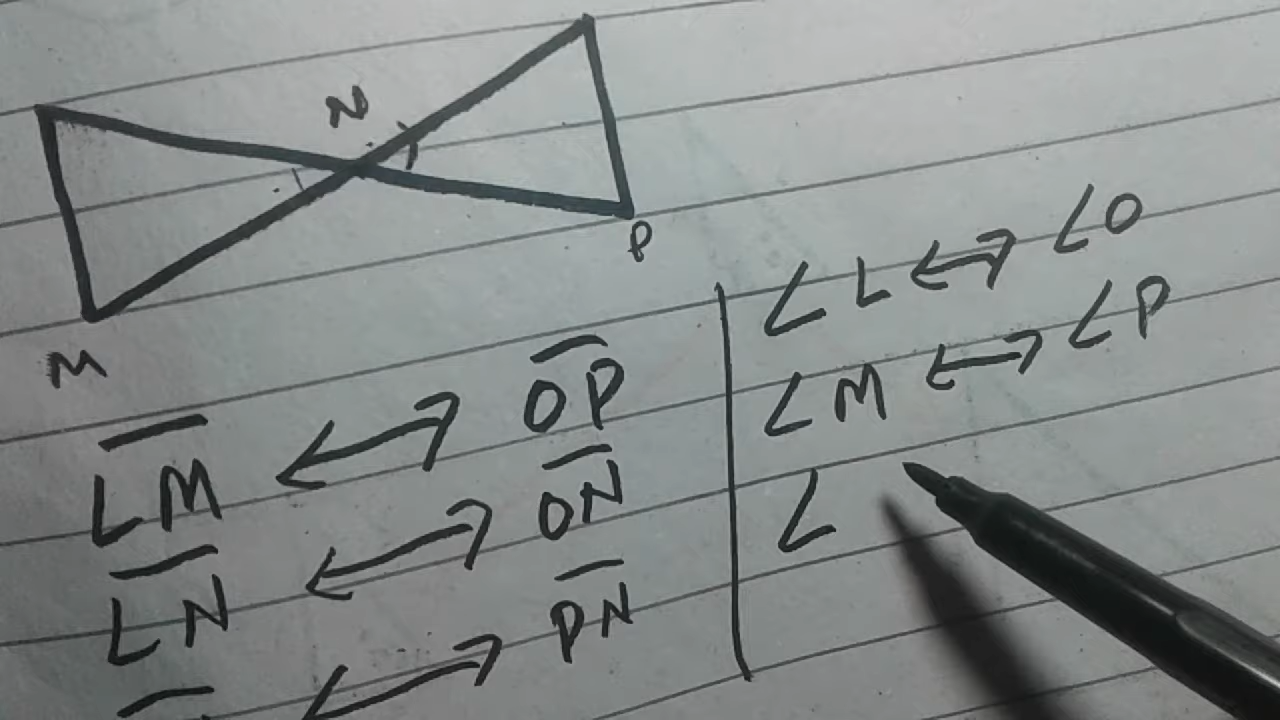 N
P
M
LM ↔ OP
LN ↔ ON
↔ PN
∠L ↔ ∠O
∠M ↔ ∠P
∠